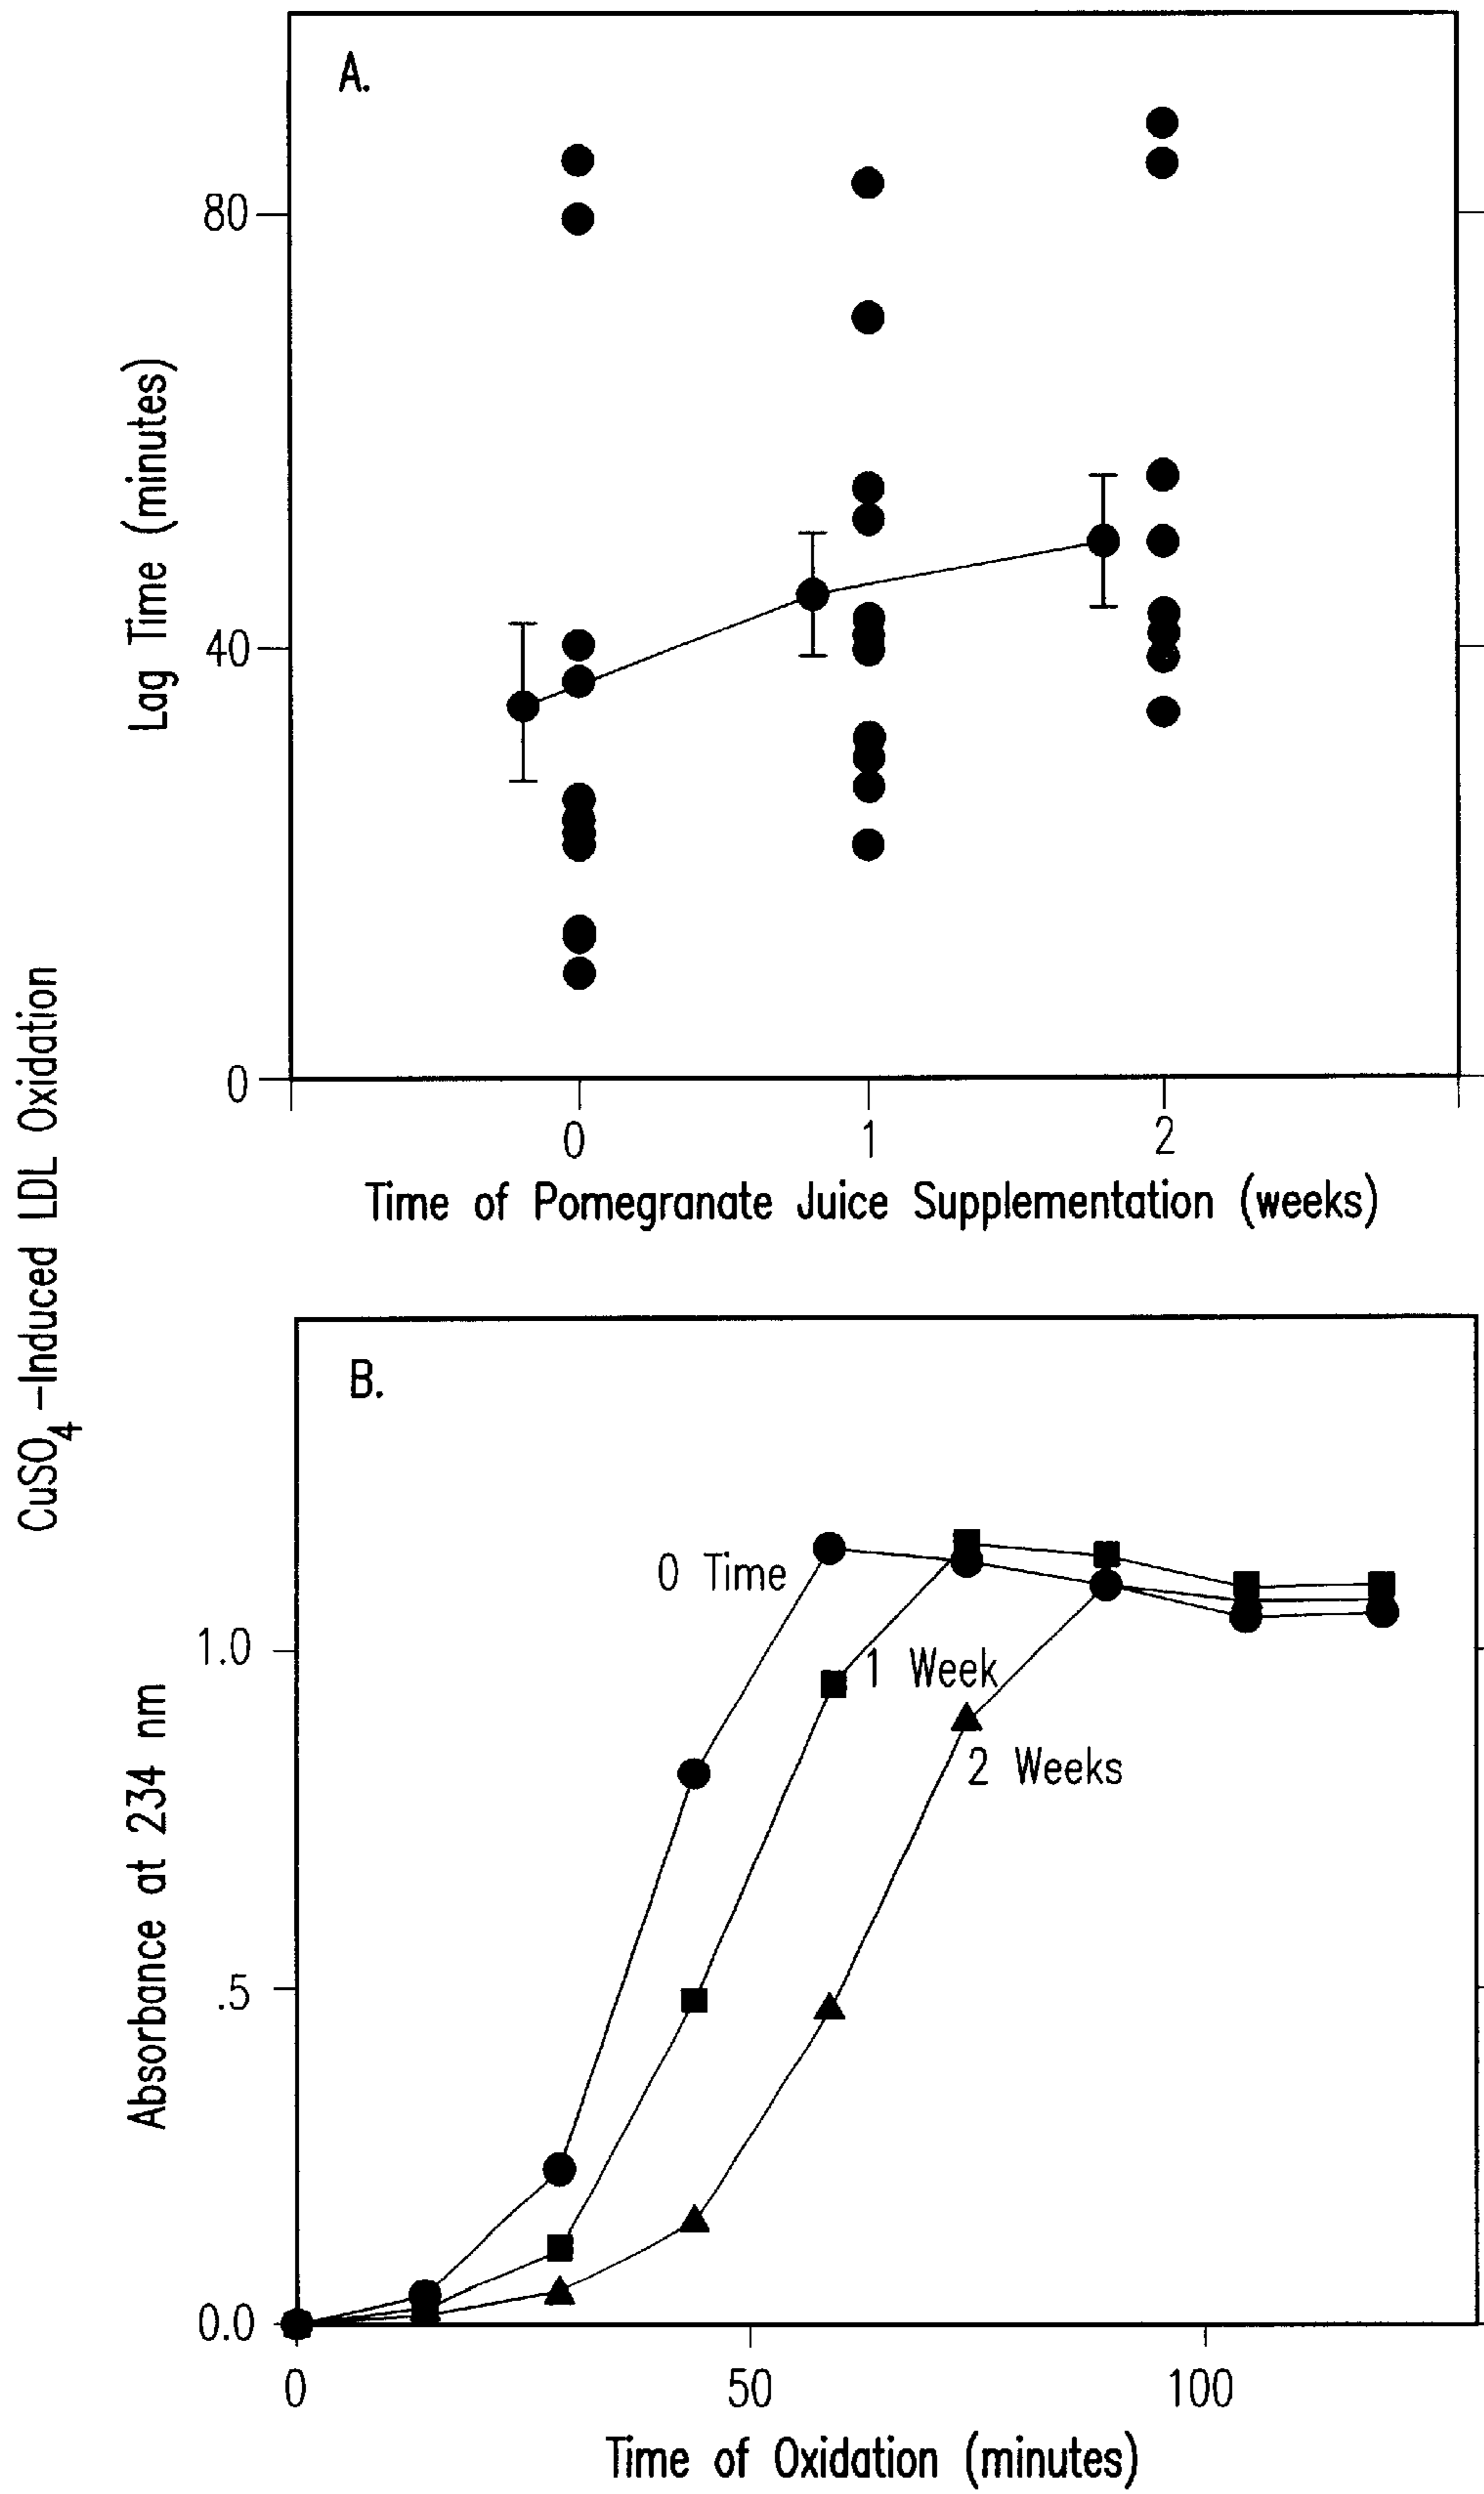 CuSO4-Induced LDL Oxidation
A.
Lag Time (minutes)
80
40
0
0 1 2
Time of Pomegranate Juice Supplementation (weeks)
B.
Absorbance at 234 nm
0 Time
1 Week
2 Weeks
1.0
.5
0.0
0 50 100
Time of Oxidation (minutes)